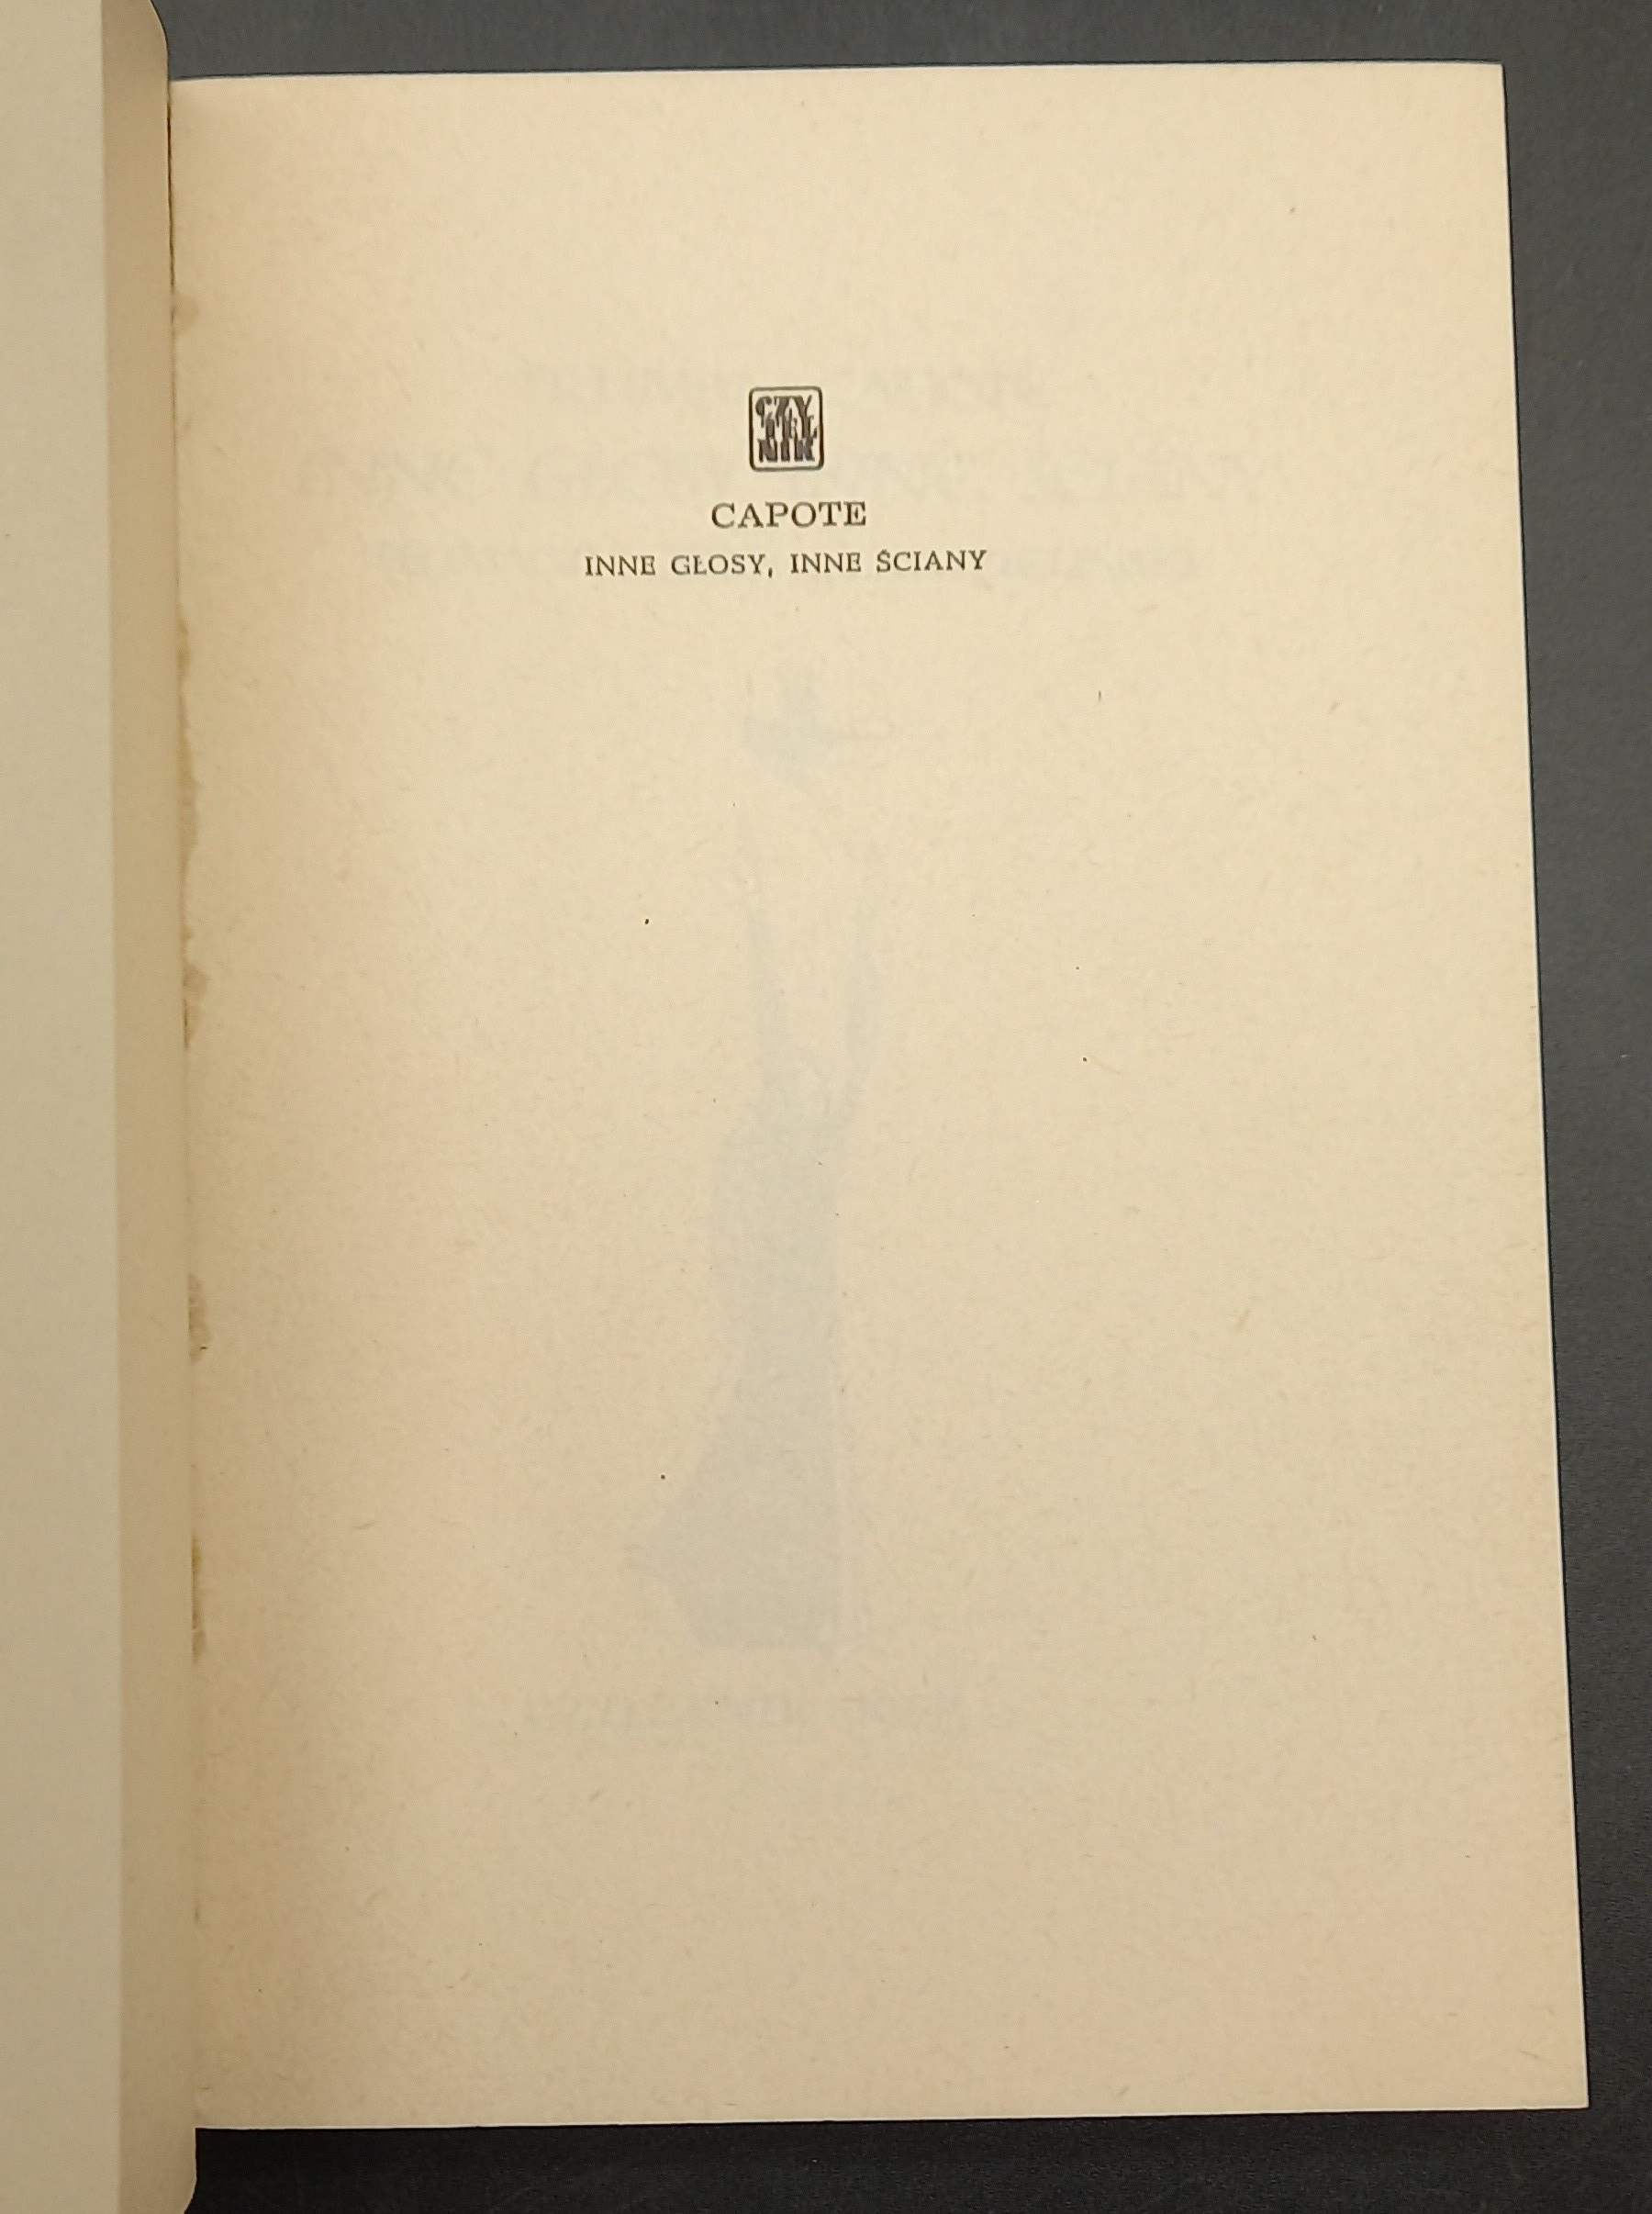 CZY
TEL
NIK
CAPOTE
INNE GŁOSY, INNE ŚCIANY